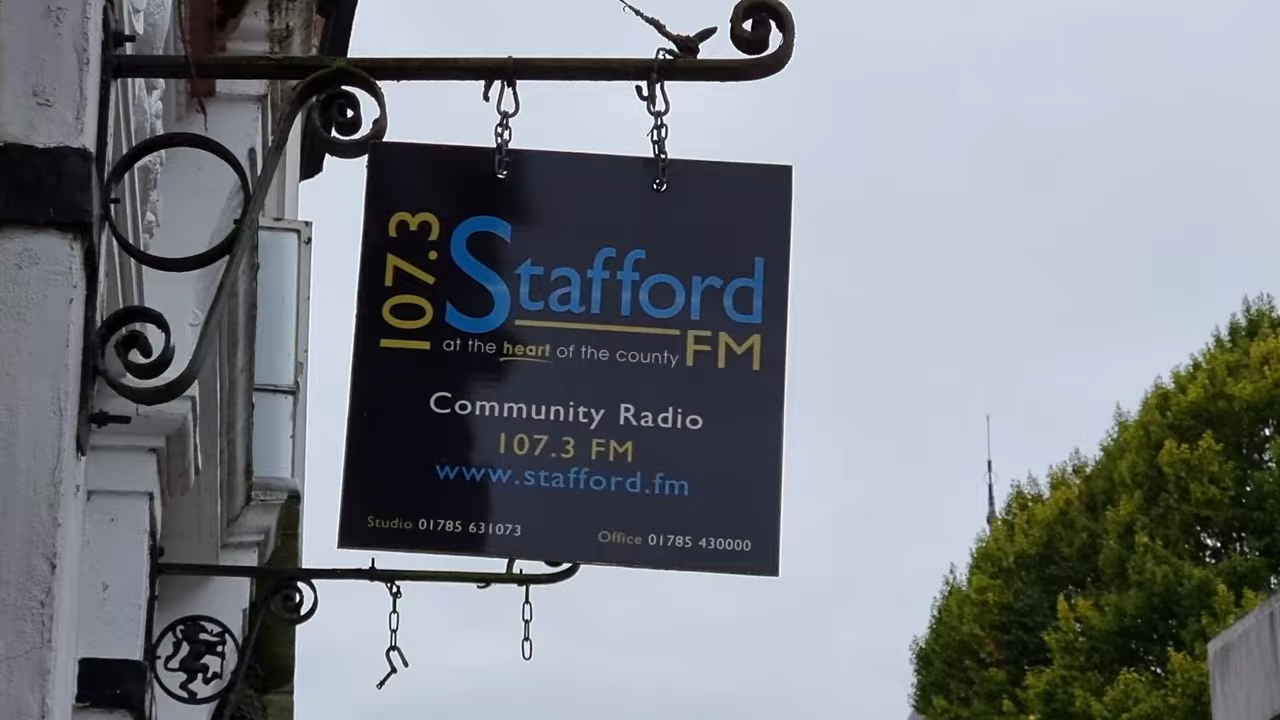 107.3
Stafford
FM
at the heart of the county
Community Radio
107.3 FM
www.stafford.fm
Studio 01785 631073
Office 01785 430000